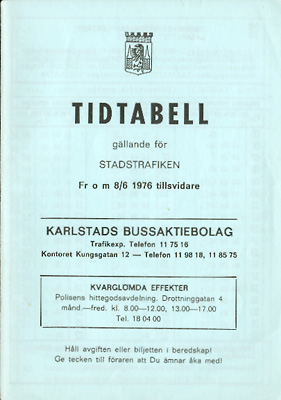 TIDTABELL
gällande för
STADSTRAFIKEN
Fr o m 8/6 1976 tillsvidare
KARLSTADS BUSSAKTIEBOLAG
Trafikexp. Telefon 11 75 16
Kontoret Kungsgatan 12 — Telefon 11 98 18, 11 85 75
KVARGLÖMDA EFFEKTER
Polisens hittegodsavdelning, Drottninggatan 4
månd.—fred. kl. 8.00—12.00, 13.00—17.00
Tel. 18 04 00
Håll avgiften eller biljetten i beredskap!
Ge tecken till föraren att Du ämnar åka med!